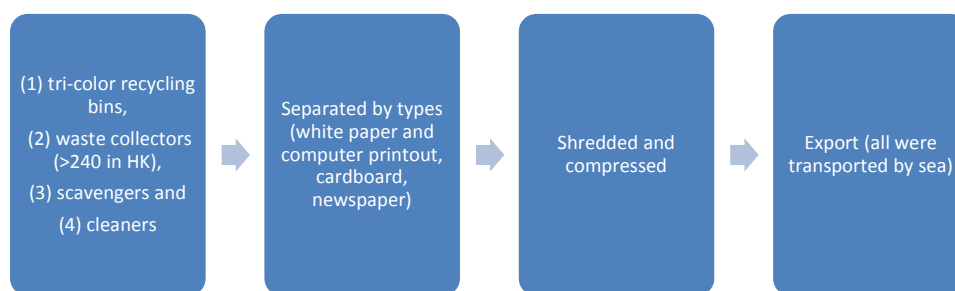 (1) tri-color recycling
bins,
(2) waste collectors
(>240 in HK),
(3) scavengers and
(4) cleaners
Separated by types
(white paper and
computer printout,
cardboard,
newspaper)
Shredded and
compressed
Export (all were
transported by sea)